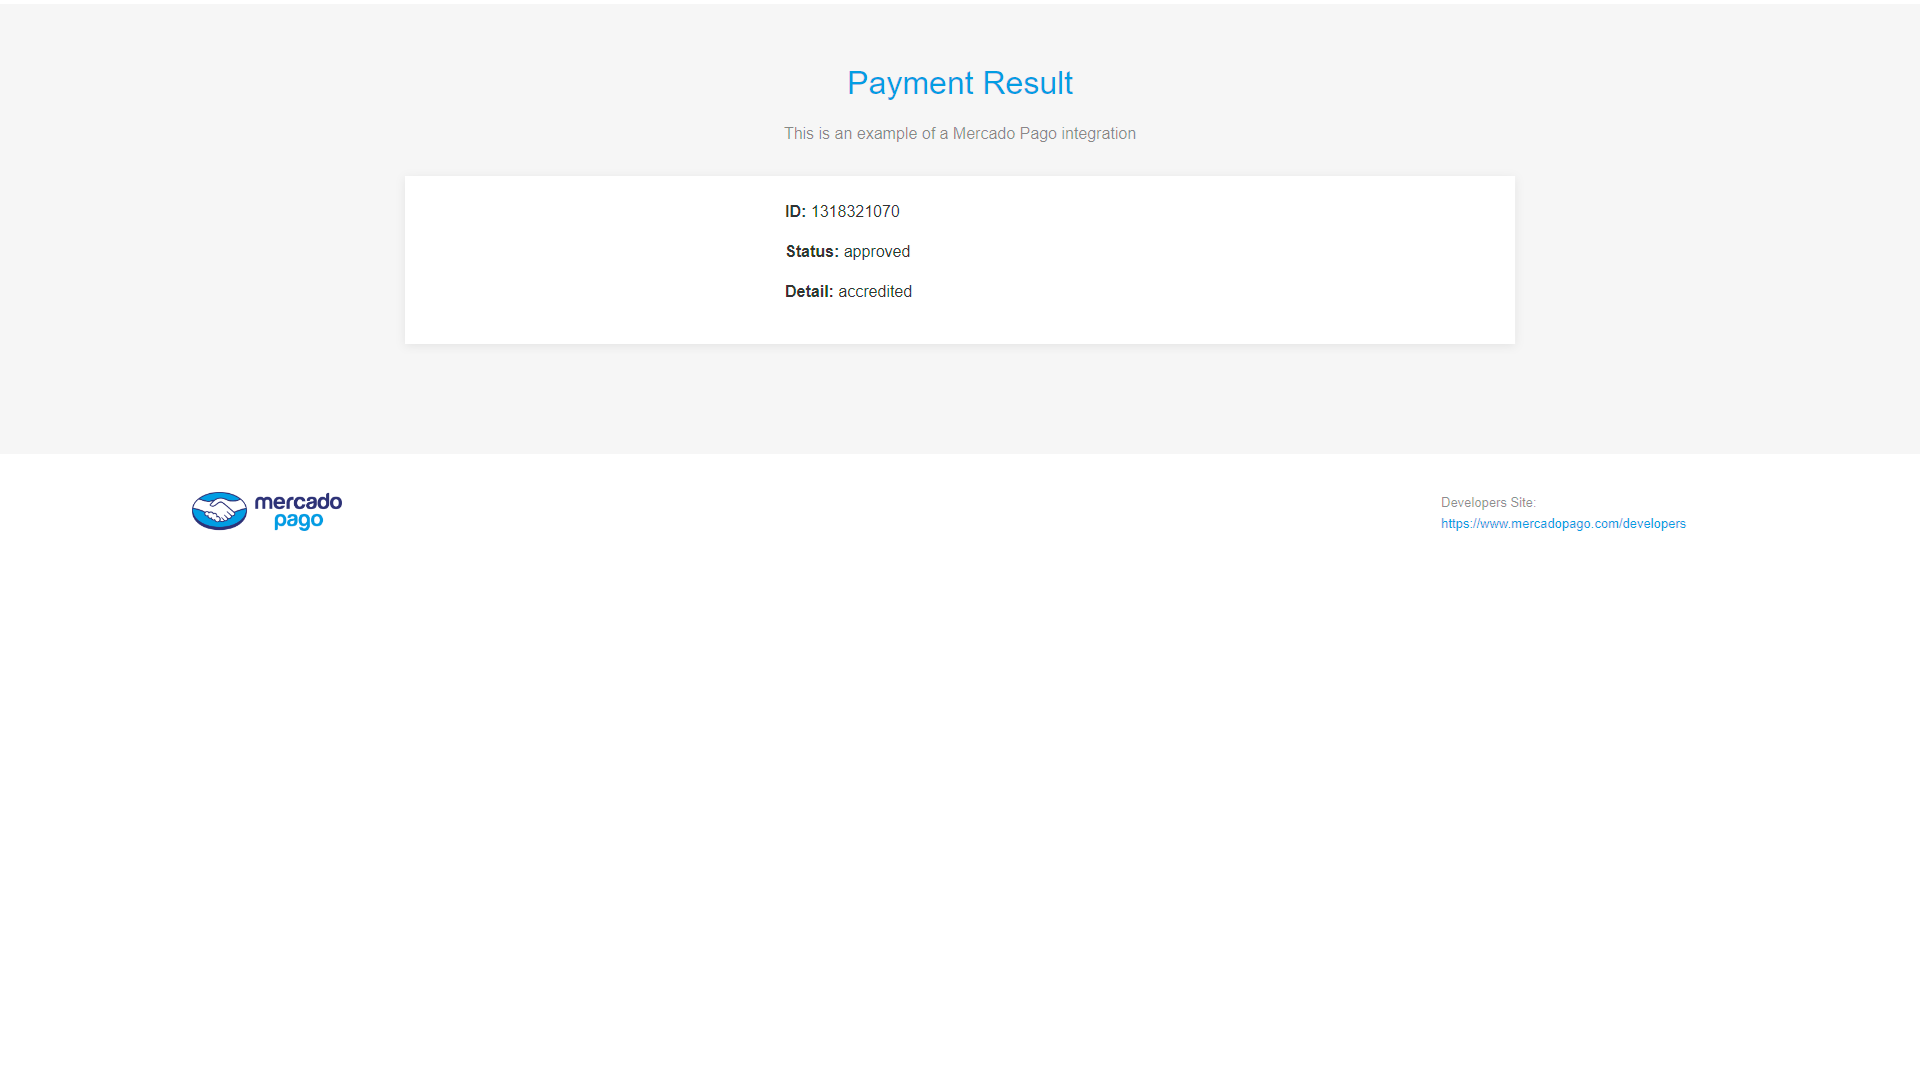 Payment Result
This is an example of a Mercado Pago integration
ID: 1318321070
Status: approved
Detail: accredited
mercado
pago
Developers Site:
https://www.mercadopago.com/developers